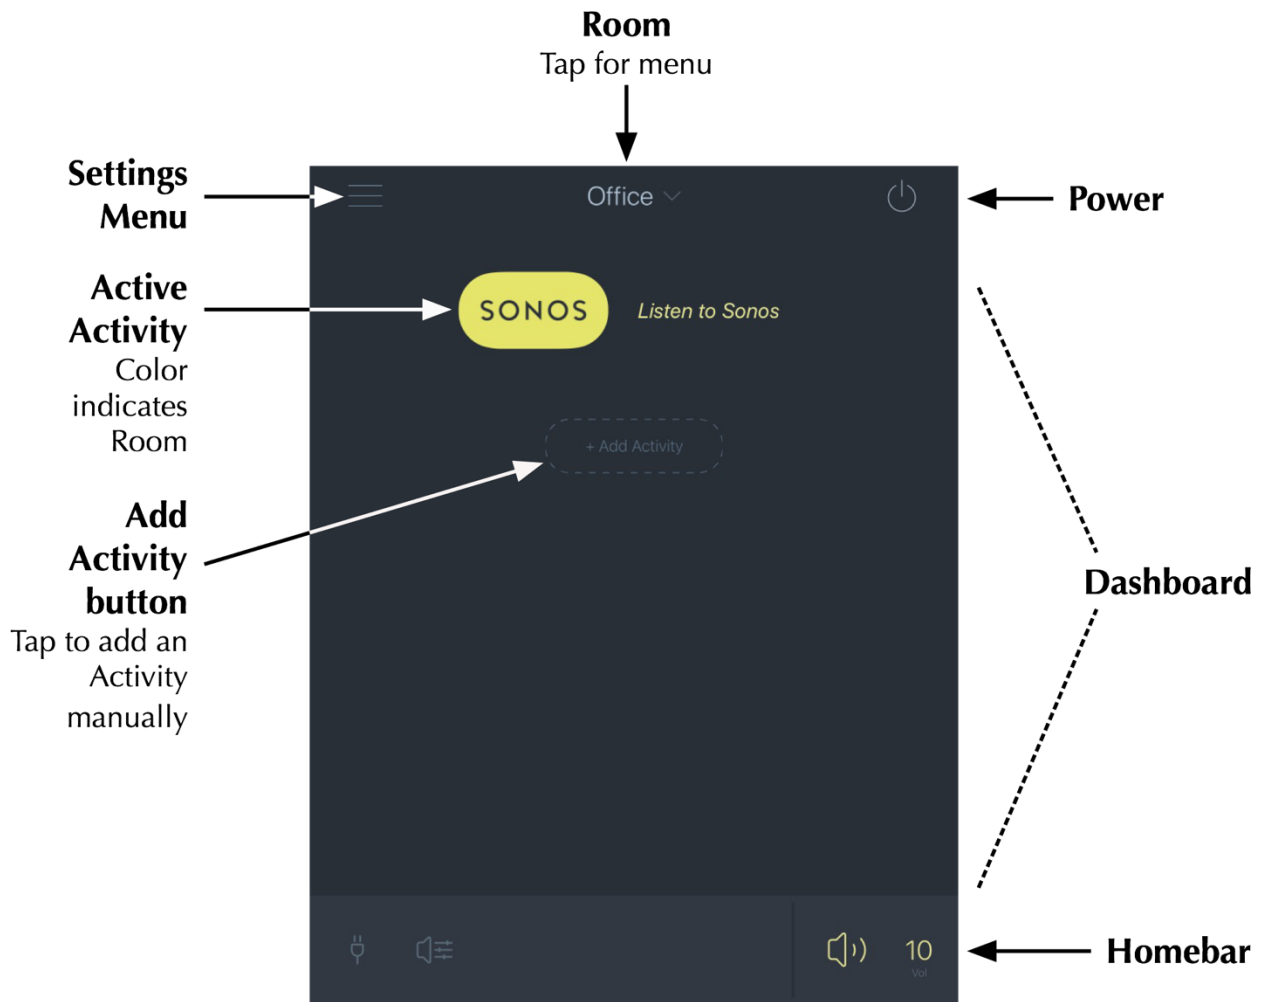 Room
Tap for menu
Settings
Menu
Office
Power
Active
Activity
Color
indicates
Room
SONOS
Listen to Sonos
+ Add Activity
Add
Activity
button
Tap to add an
Activity
manually
Dashboard
10
Vol
Homebar